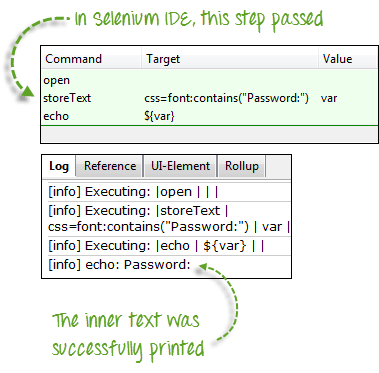 In Selenium IDE, this step passed
Command Target Value
open
storeText css=font:contains("Password:") var
echo ${var}
Log Reference UI-Element Rollup
[info] Executing: |open | | |
[info] Executing: |storeText |
css=font:contains("Password:") | var |
[info] Executing: |echo | ${var} | |
[info] echo: Password:
The inner text was
successfully printed